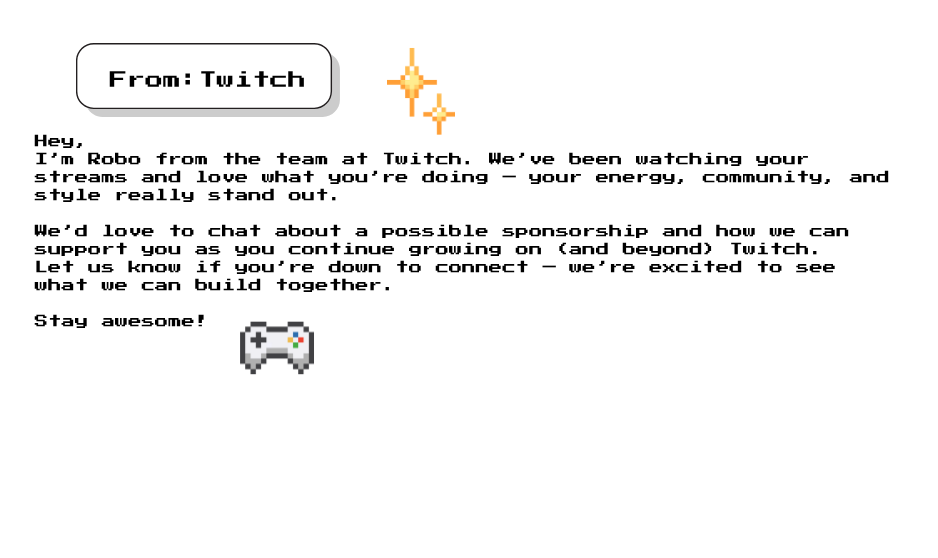 From: Twitch
Hey,
I'm Robo from the team at Twitch. We've been watching your
streams and love what you're doing — your energy, community, and
style really stand out.
We'd love to chat about a possible sponsorship and how we can
support you as you continue growing on (and beyond) Twitch.
Let us know if you're down to connect — we're excited to see
what we can build together.
Stay awesome!